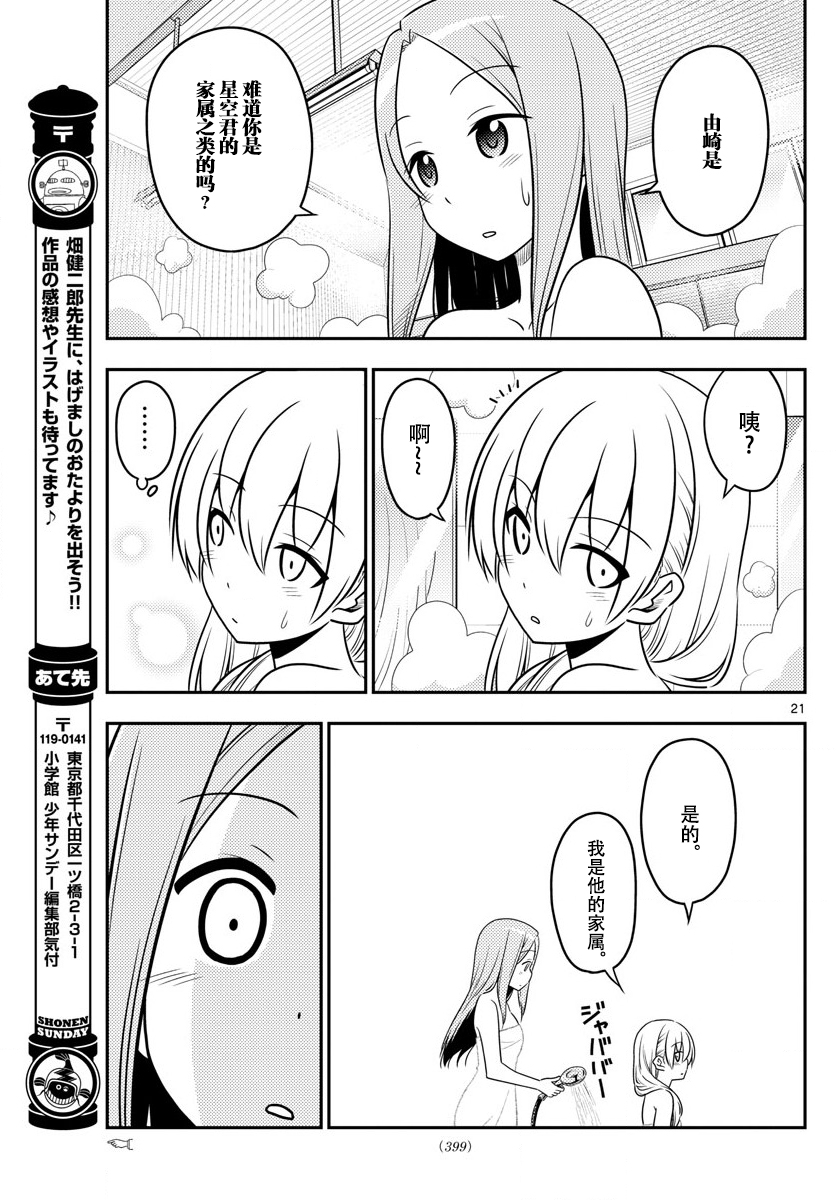 由崎是
难道你是
星空君的
家属之类的吗?
咦?
啊~~
……
是的。
我是他的家属。
ジャバババー
21
(399)
〒
畑健二郎先生に、はげましのおたよりを出そう!!
作品の感想やイラストも待ってます♪
あて先
〒
119-0141
東京都千代田区一ツ橋2-3-1
小学館 少年サンデー編集部気付
SHONEN
SUNDAY